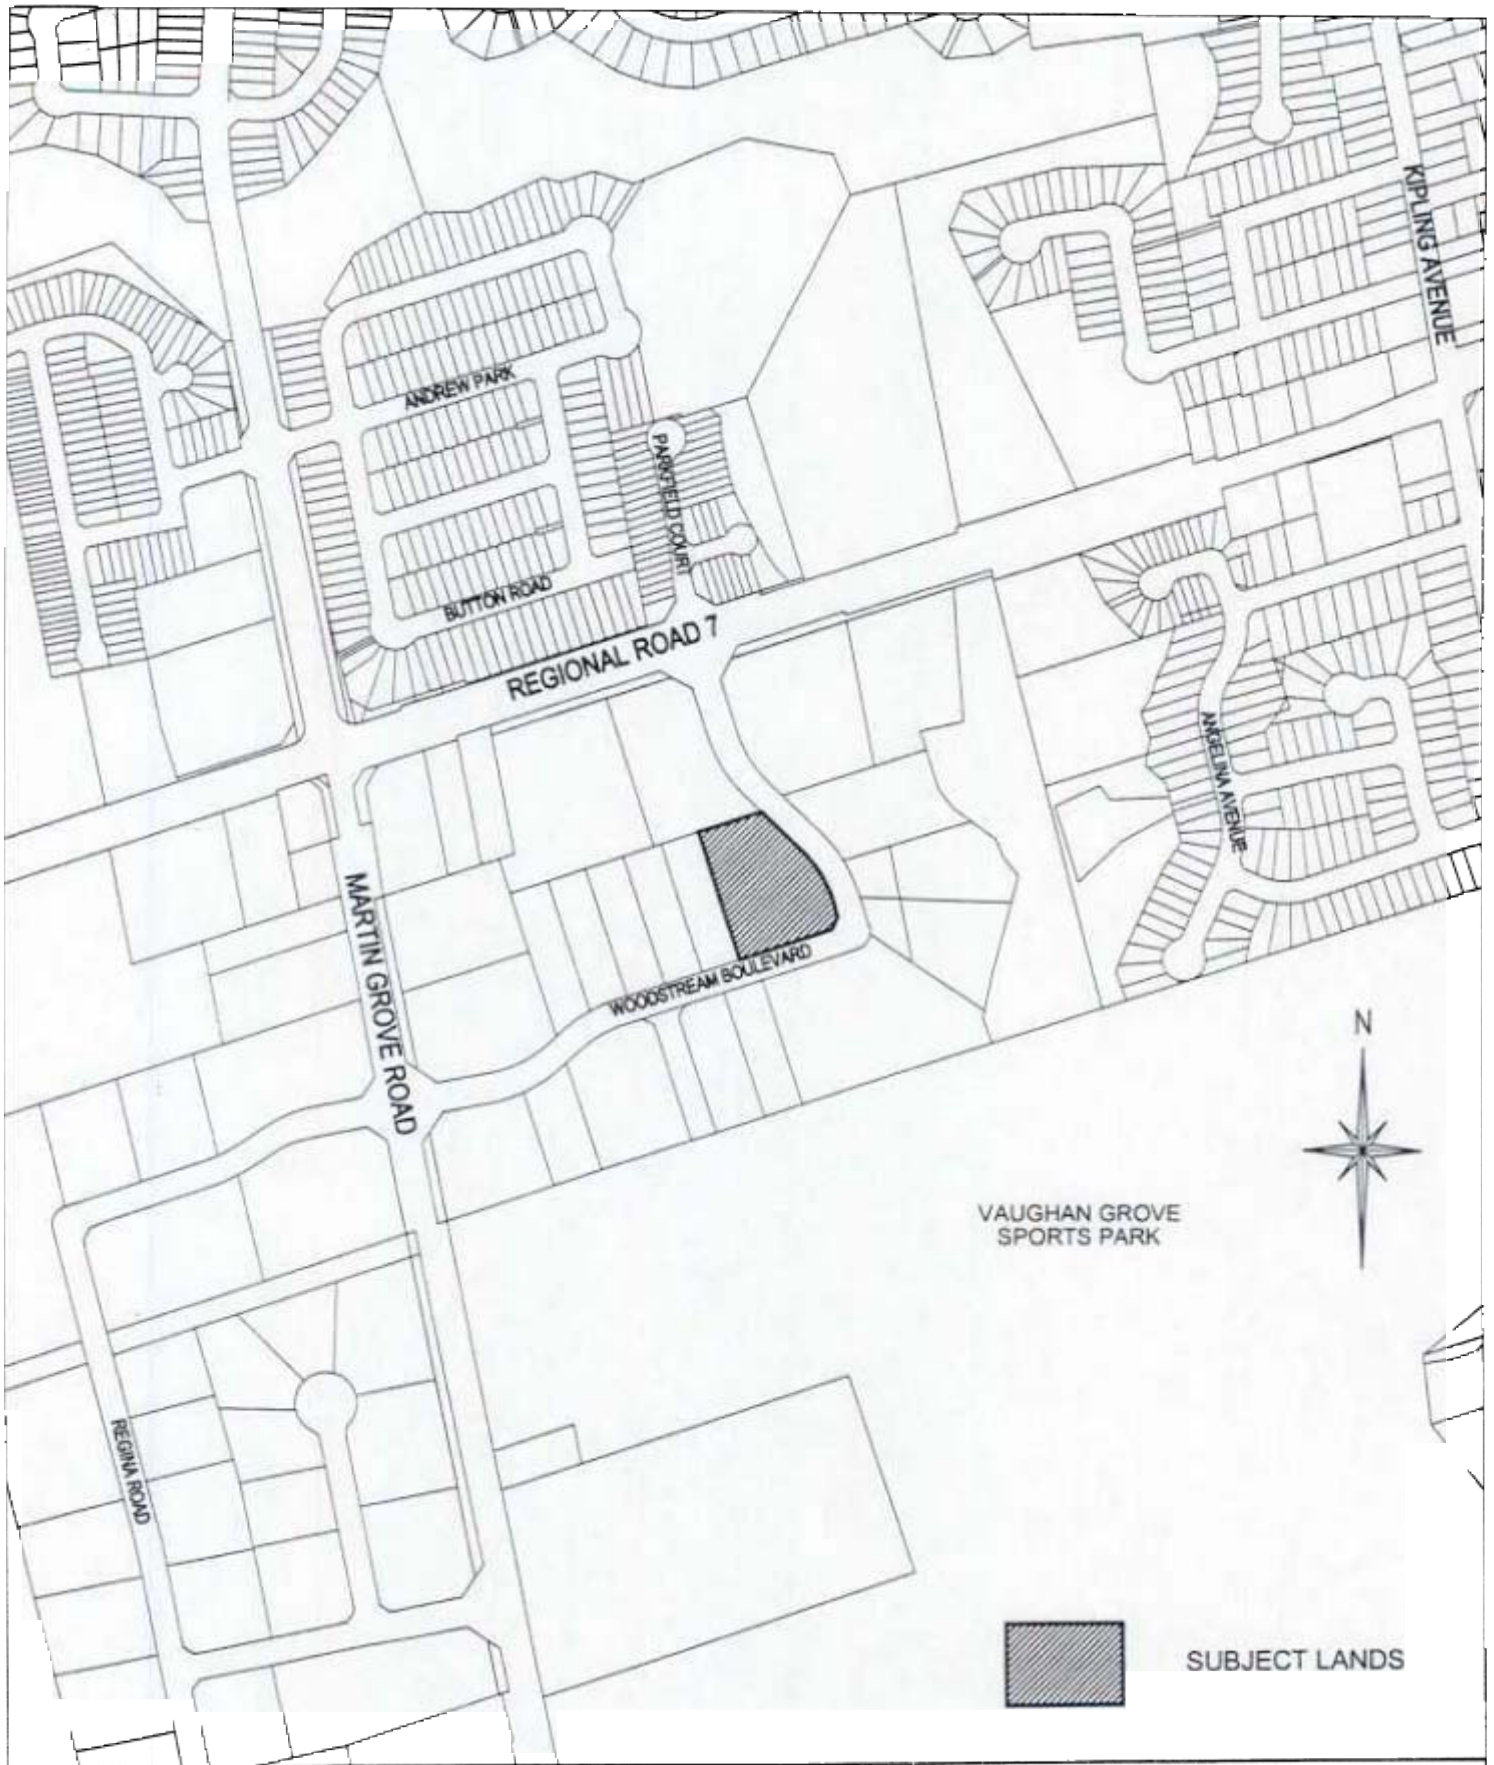 KIPLING AVENUE
ANDREW PARK
PARKFIELD COURT
BUTTON ROAD
REGIONAL ROAD 7
ANGELINA AVENUE
MARTIN GROVE ROAD
WOODSTREAM BOULEVARD
N
VAUGHAN GROVE
SPORTS PARK
REGINA ROAD
SUBJECT LANDS